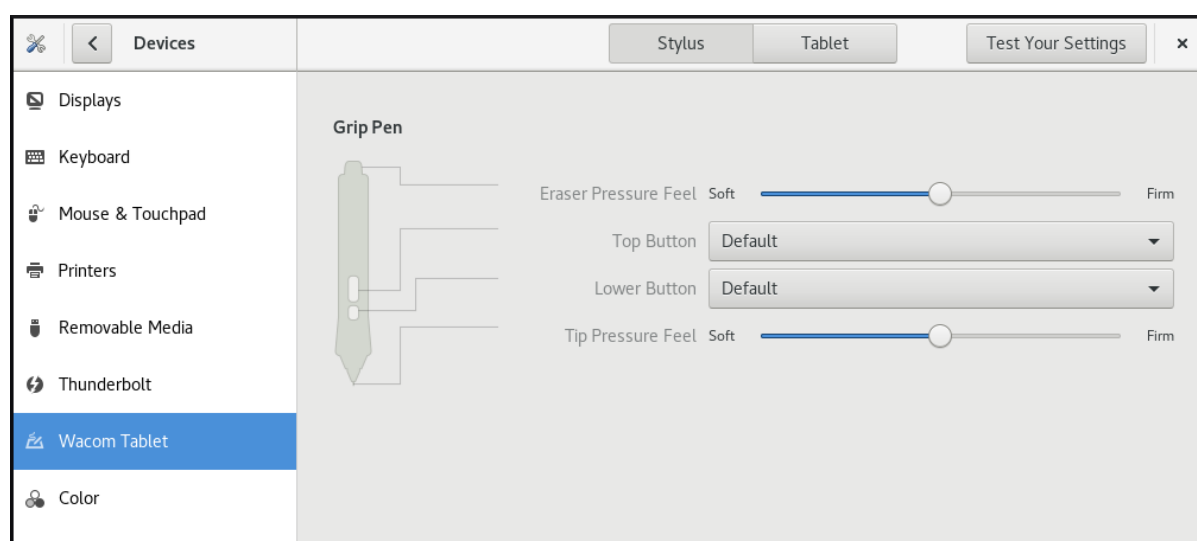 Devices
Stylus
Tablet
Test Your Settings
Displays
Keyboard
Mouse & Touchpad
Printers
Removable Media
Thunderbolt
Wacom Tablet
Color
Grip Pen
Eraser Pressure Feel Soft Firm
Top Button Default
Lower Button Default
Tip Pressure Feel Soft Firm